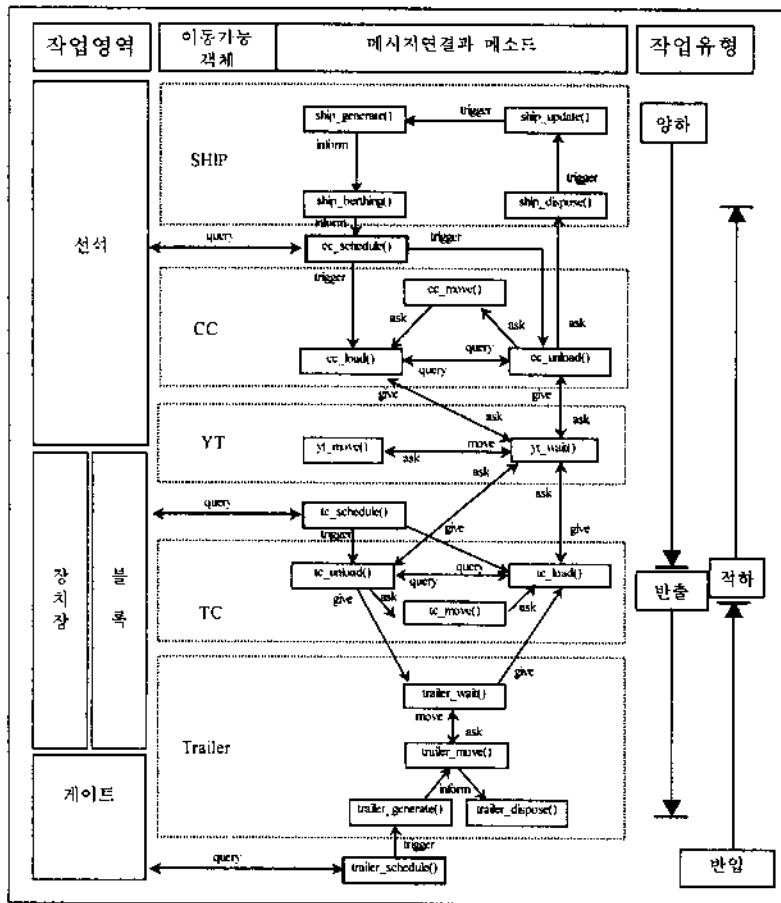 작업영역
이동가능
객체
메시지연결과 메소드
작업유형
ship_generate()
trigger
ship_update()
양하
inform
SHIP
trigger
ship_berthing()
ship_dispose()
inform
선석
query
cc_schedule()
trigger
trigger
cc_move()
CC
ask
ask
ask
cc_load()
query
cc_unload()
query
give
give
ask
ask
YT
yt_move()
move
yt_wait()
ask
ask
ask
query
tc_schedule()
trigger
give
give
장치장
블록
tc_unload()
query
tc_load()
query
반출
적하
give
ask
TC
tc_move()
ask
give
trailer_wait()
move
ask
Trailer
trailer_move()
게이트
inform
trailer_generate()
trailer_dispose()
trigger
query
trailer_schedule()
반입